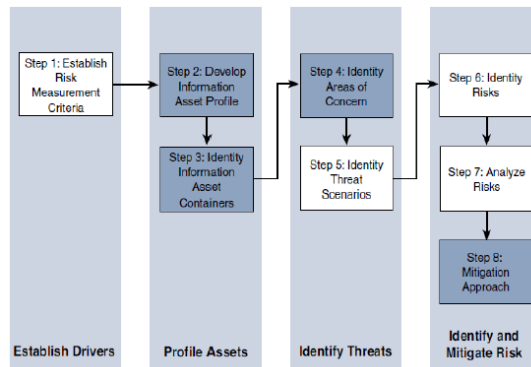 Step 1: Establish
Risk
Measurement
Criteria
Step 2: Develop
Information
Asset Profile
Step 3: Identity
Information
Asset
Containers
Step 4: Identity
Areas of
Concern
Step 5: Identity
Threat
Scenarios
Step 6: Identity
Risks
Step 7: Analyze
Risks
Step 8:
Mitigation
Approach
Establish Drivers
Profile Assets
Identify Threats
Identify and
Mitigate Risk